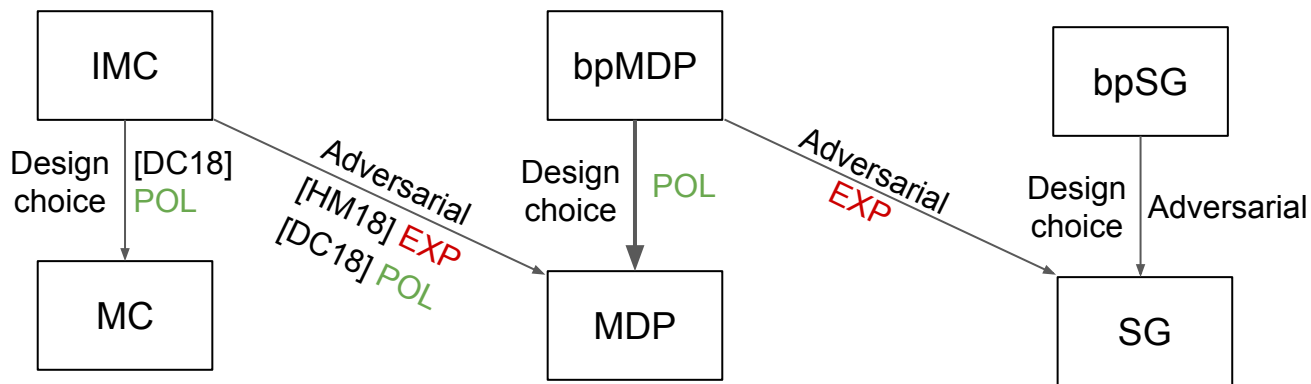 IMC
bpMDP
bpSG
Design
choice
[DC18]
POL
Adversarial
[HM18] EXP
[DC18] POL
Design
choice
POL
Adversarial
EXP
Design
choice
Adversarial
MC
MDP
SG